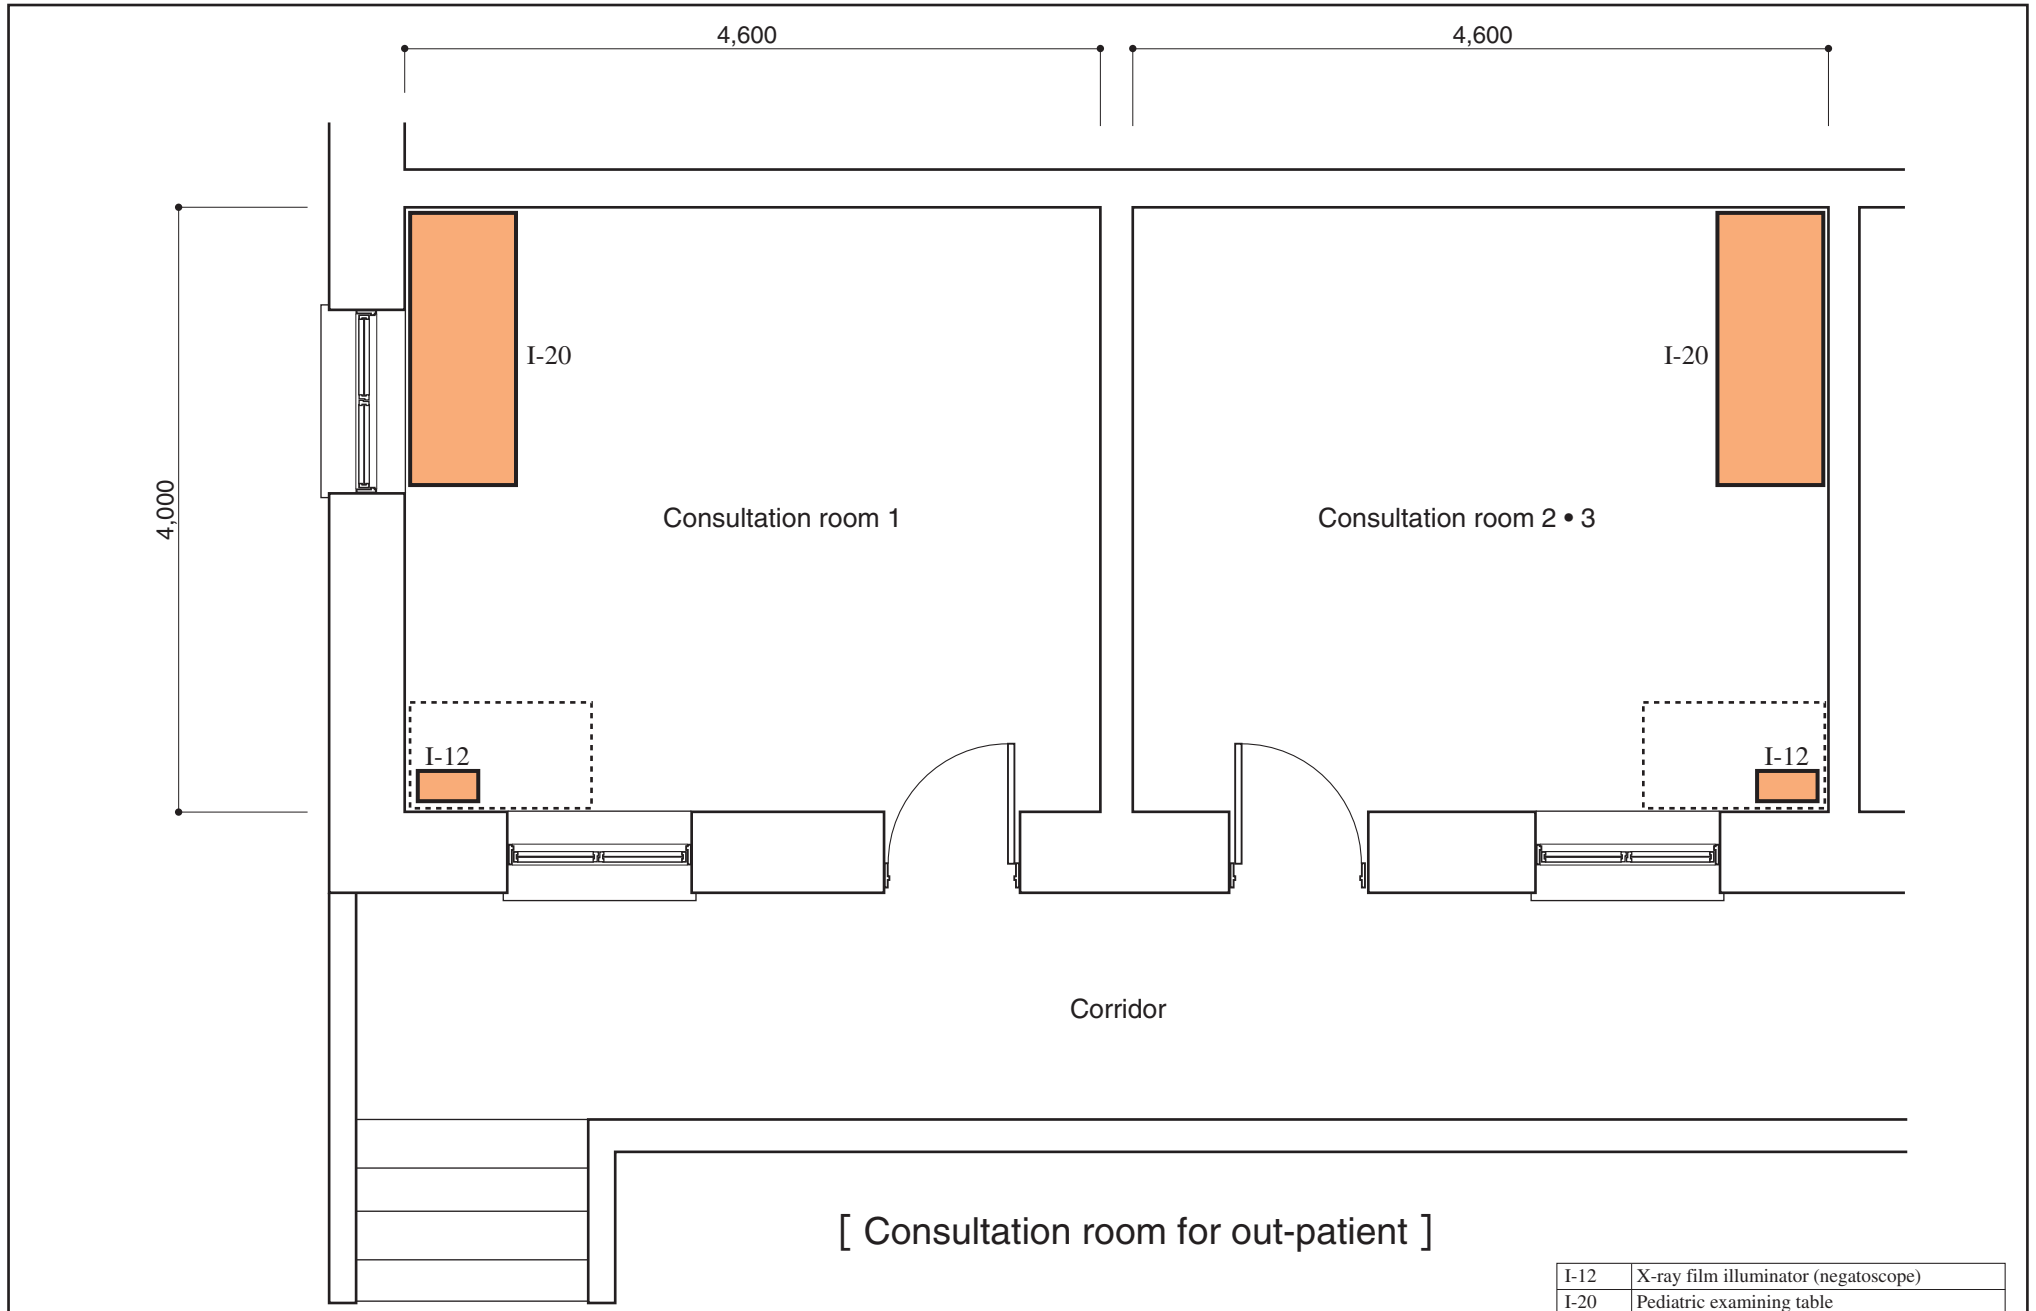 4,600
4,600
I-20
I-20
4,000
Consultation room 1
Consultation room 2 • 3
I-12
I-12
Corridor
[ Consultation room for out-patient ]
I-12 X-ray film illuminator (negatoscope)
I-20 Pediatric examining table